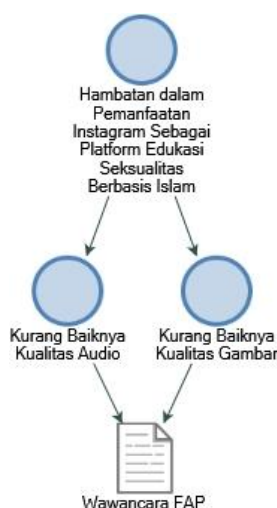 Hambatan dalam
Pemanfaatan
Instagram Sebagai
Platform Edukasi
Seksualitas
Berbasis Islam
Kurang Baiknya
Kualitas Audio
Kurang Baiknya
Kualitas Gambar
Wawancara FAP